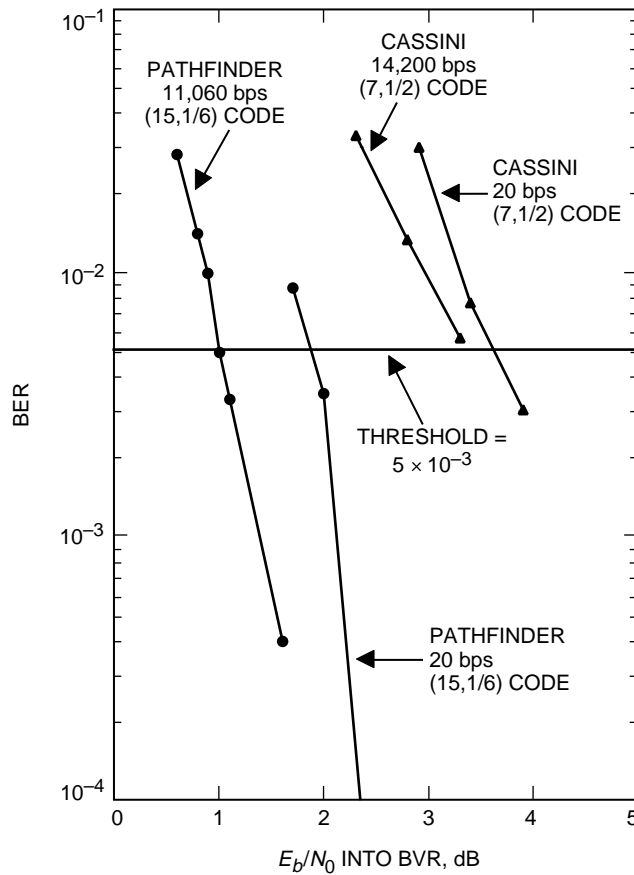 10⁻¹
10⁻²
10⁻³
10⁻⁴
BER
PATHFINDER
11,060 bps
(15,1/6) CODE
CASSINI
14,200 bps
(7,1/2) CODE
CASSINI
20 bps
(7,1/2) CODE
THRESHOLD =
5 × 10⁻³
PATHFINDER
20 bps
(15,1/6) CODE
0 1 2 3 4 5
E_b/N_0 INTO BVR, dB